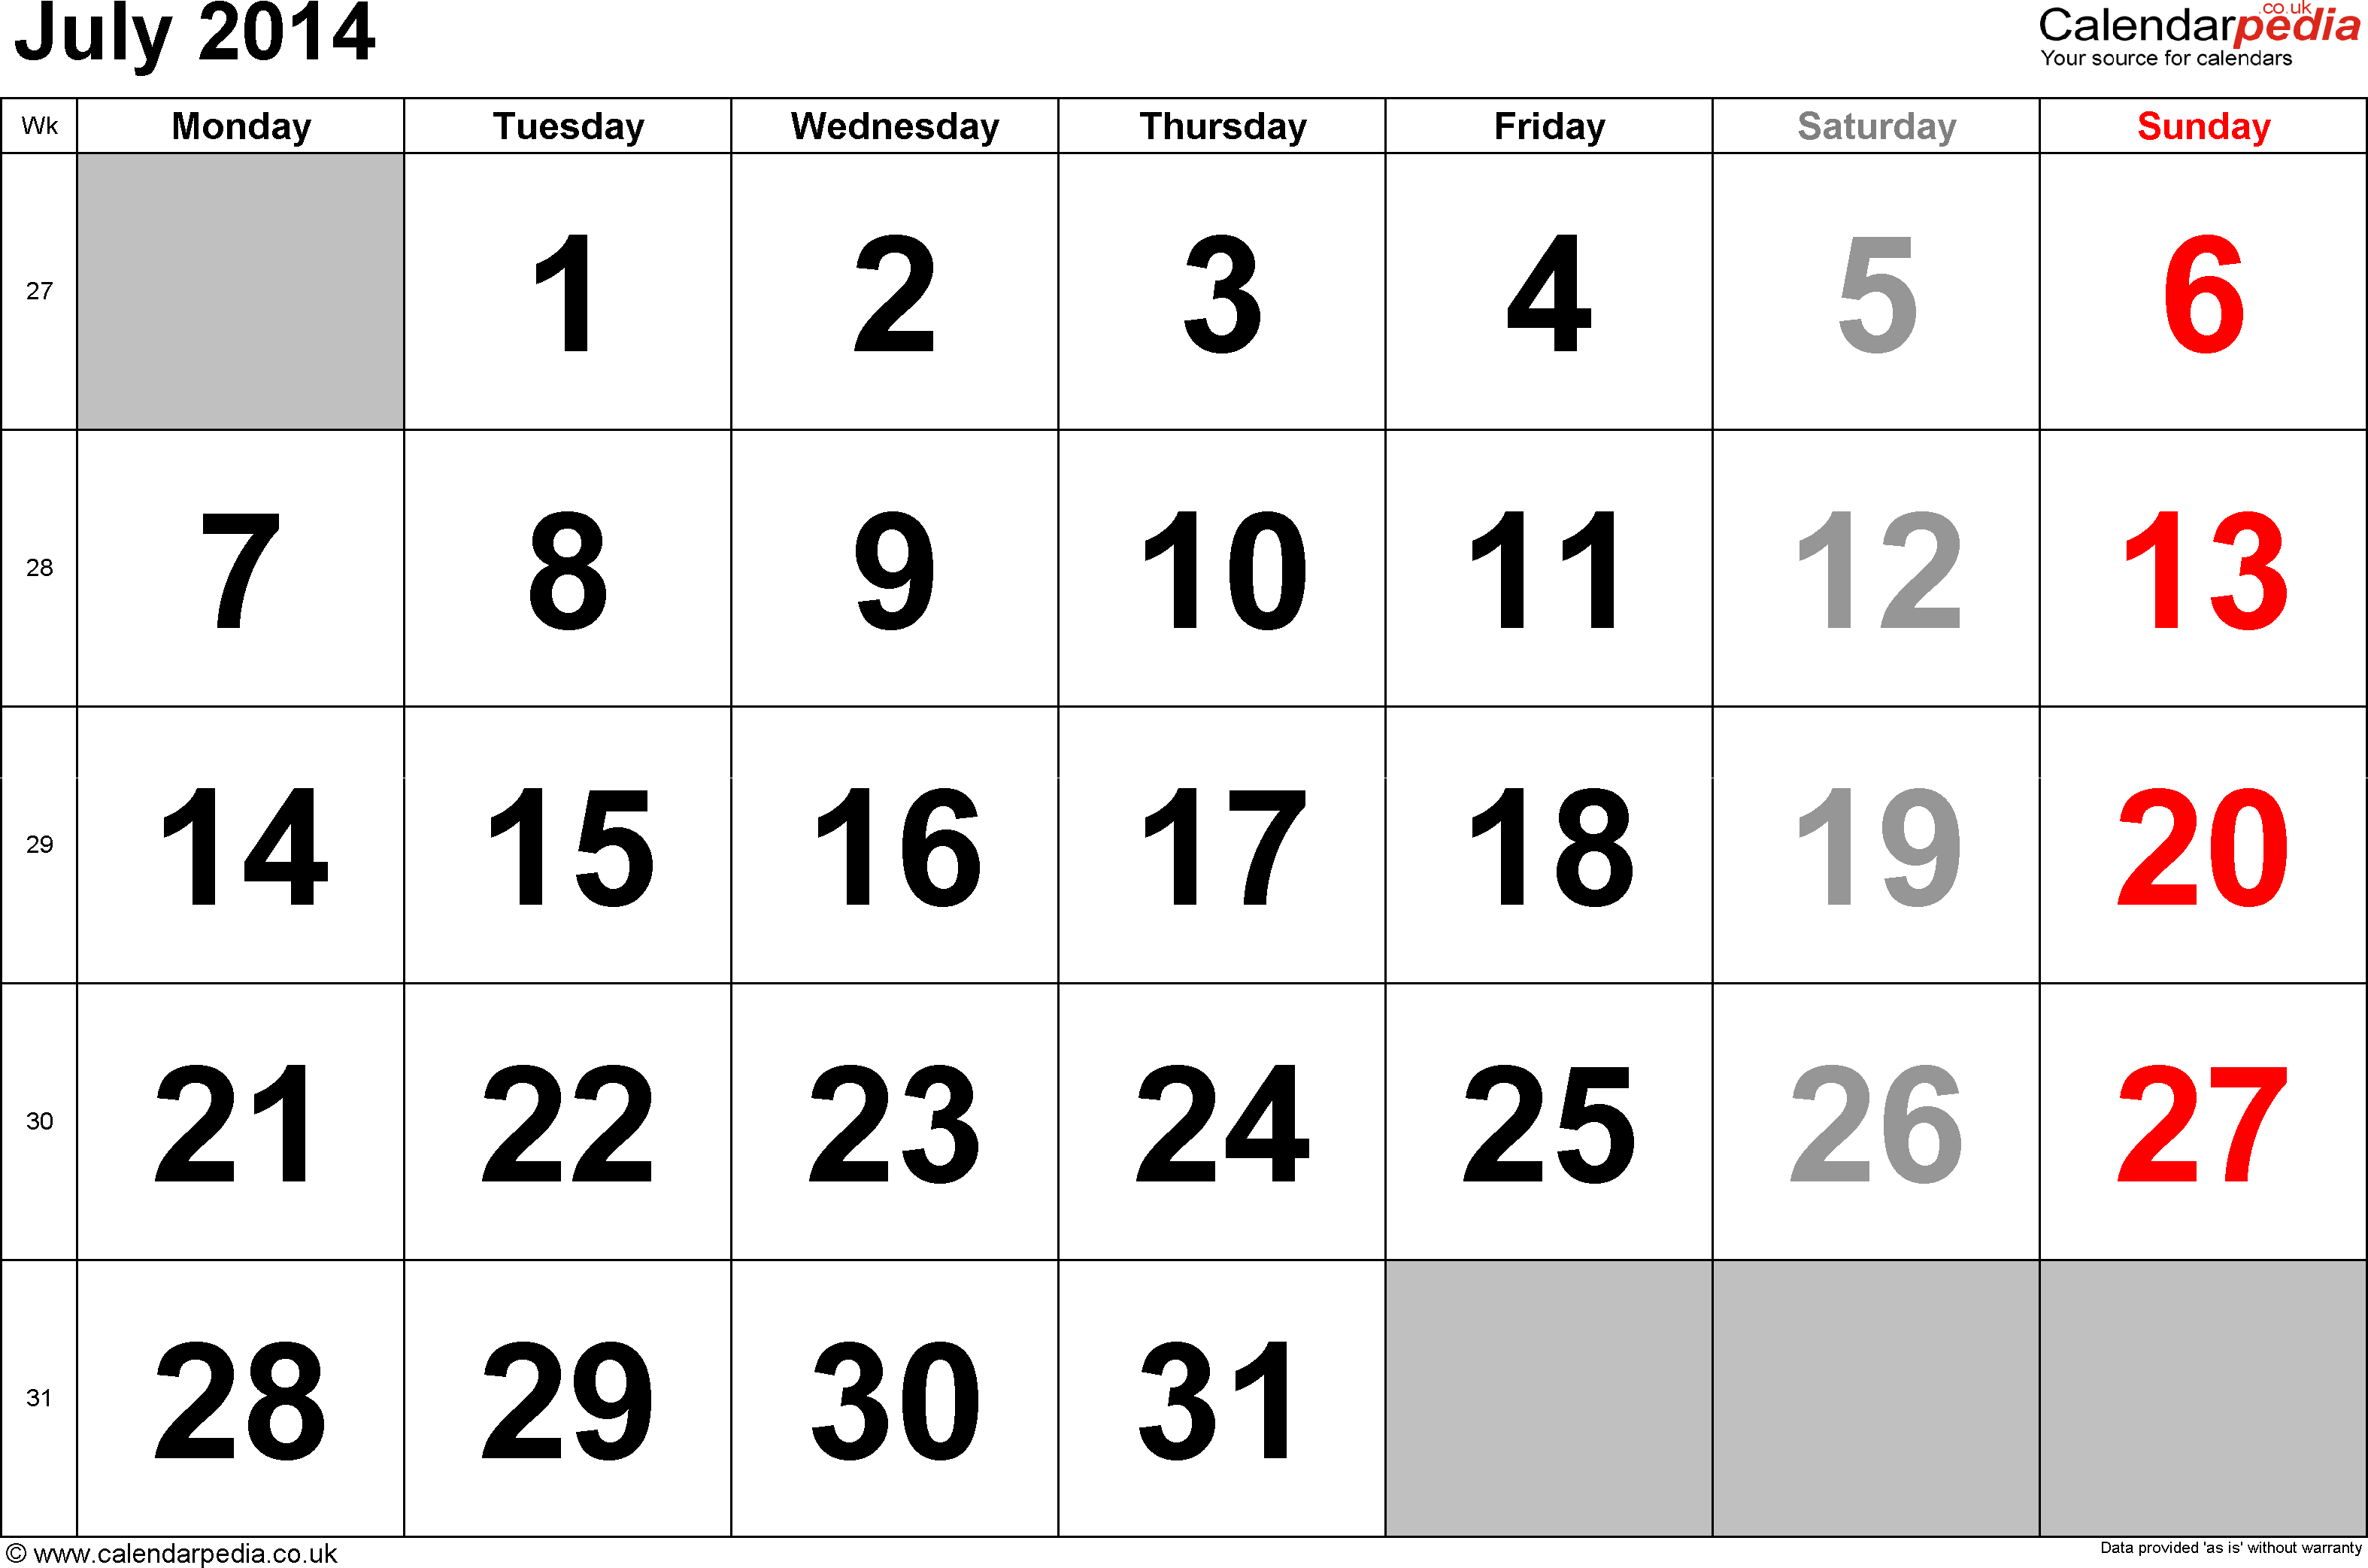 July 2014
Calendarpedia.co.uk
Your source for calendars
Wk Monday Tuesday Wednesday Thursday Friday Saturday Sunday
27 1 2 3 4 5 6
28 7 8 9 10 11 12 13
29 14 15 16 17 18 19 20
30 21 22 23 24 25 26 27
31 28 29 30 31
© www.calendarpedia.co.uk Data provided 'as is' without warranty